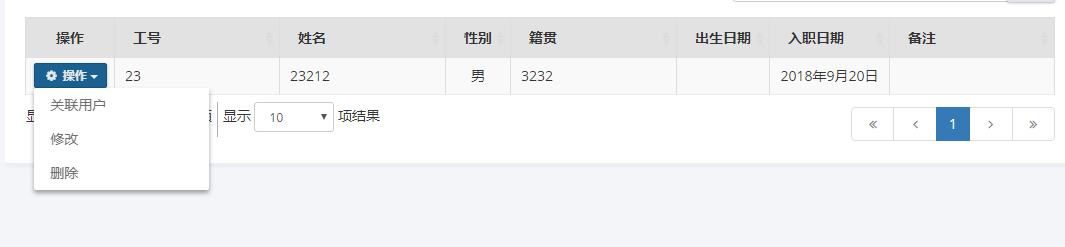 操作 工号 姓名 性别 籍贯 出生日期 入职日期 备注
操作 23 23212 男 3232 2018年9月20日
关联用户
显示 10 项结果
« ‹ 1 › »
修改
删除